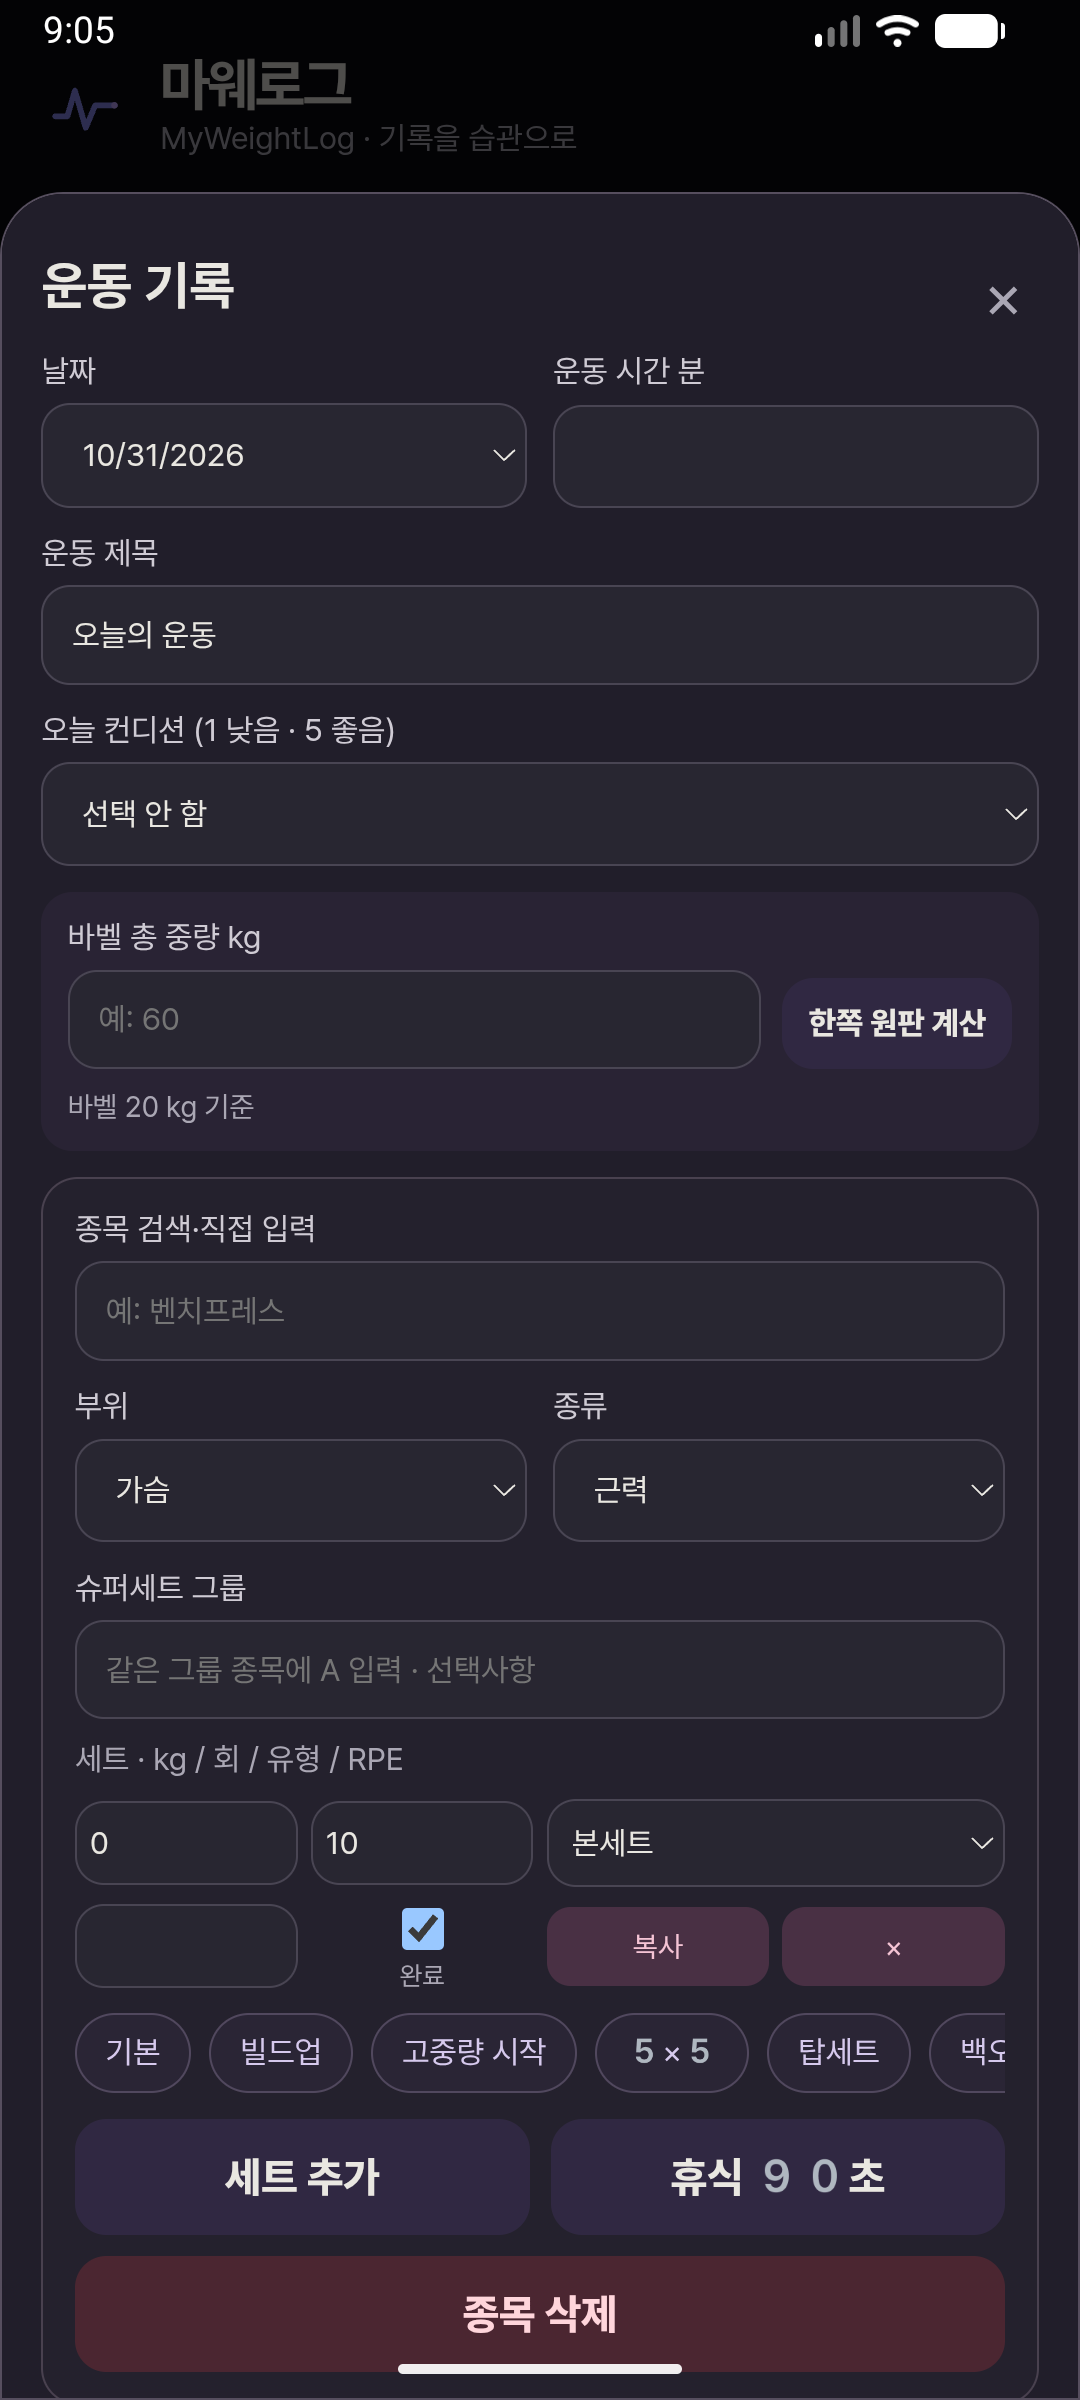 9:05
마웨로그
MyWeightLog · 기록을 습관으로
운동 기록
×
날짜
운동 시간 분
10/31/2026
운동 제목
오늘의 운동
오늘 컨디션 (1 낮음 · 5 좋음)
선택 안 함
바벨 총 중량 kg
예: 60
한쪽 원판 계산
바벨 20 kg 기준
종목 검색·직접 입력
예: 벤치프레스
부위
종류
가슴
근력
슈퍼세트 그룹
같은 그룹 종목에 A 입력 · 선택사항
세트 · kg / 회 / 유형 / RPE
0
10
본세트
완료
복사
×
기본
빌드업
고중량 시작
5 × 5
탑세트
백오
세트 추가
휴식 90초
종목 삭제